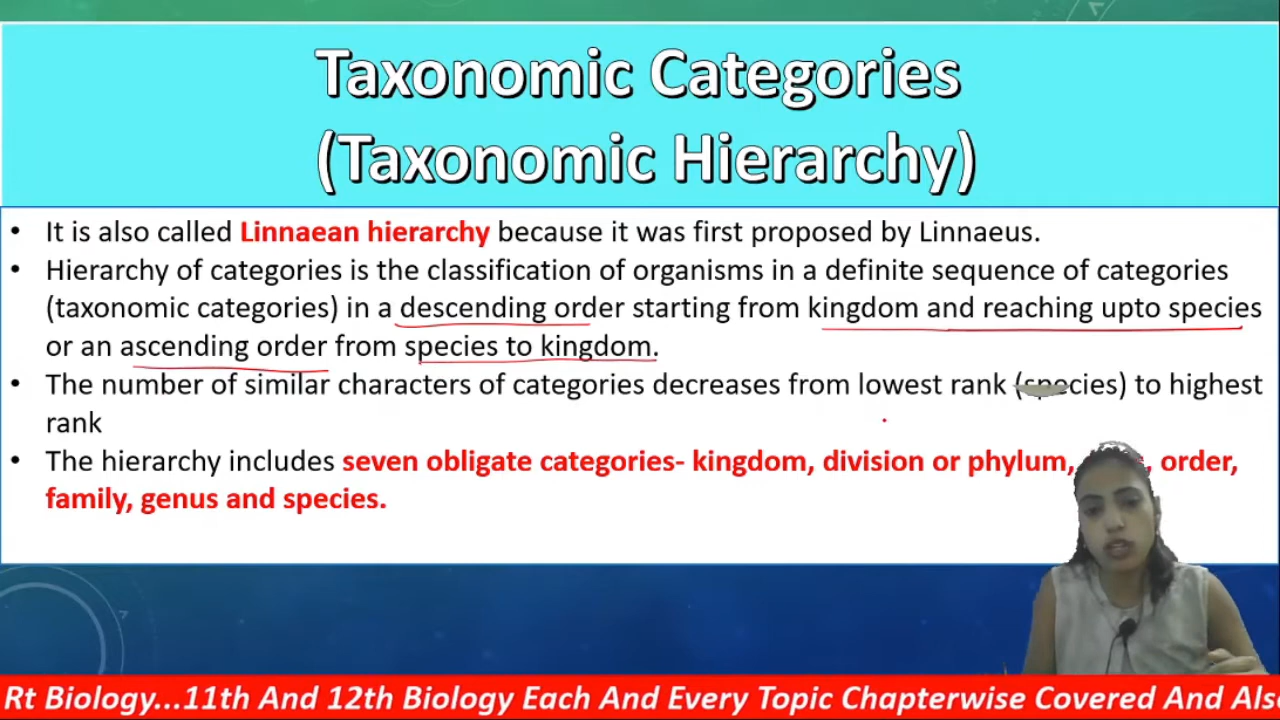 Taxonomic Categories
(Taxonomic Hierarchy)
• It is also called Linnaean hierarchy because it was first proposed by Linnaeus.
• Hierarchy of categories is the classification of organisms in a definite sequence of categories
(taxonomic categories) in a descending order starting from kingdom and reaching upto species
or an ascending order from species to kingdom.
• The number of similar characters of categories decreases from lowest rank (species) to highest
rank
• The hierarchy includes seven obligate categories- kingdom, division or phylum, order,
family, genus and species.
Rt Biology...11th And 12th Biology Each And Every Topic Chapterwise Covered And Als